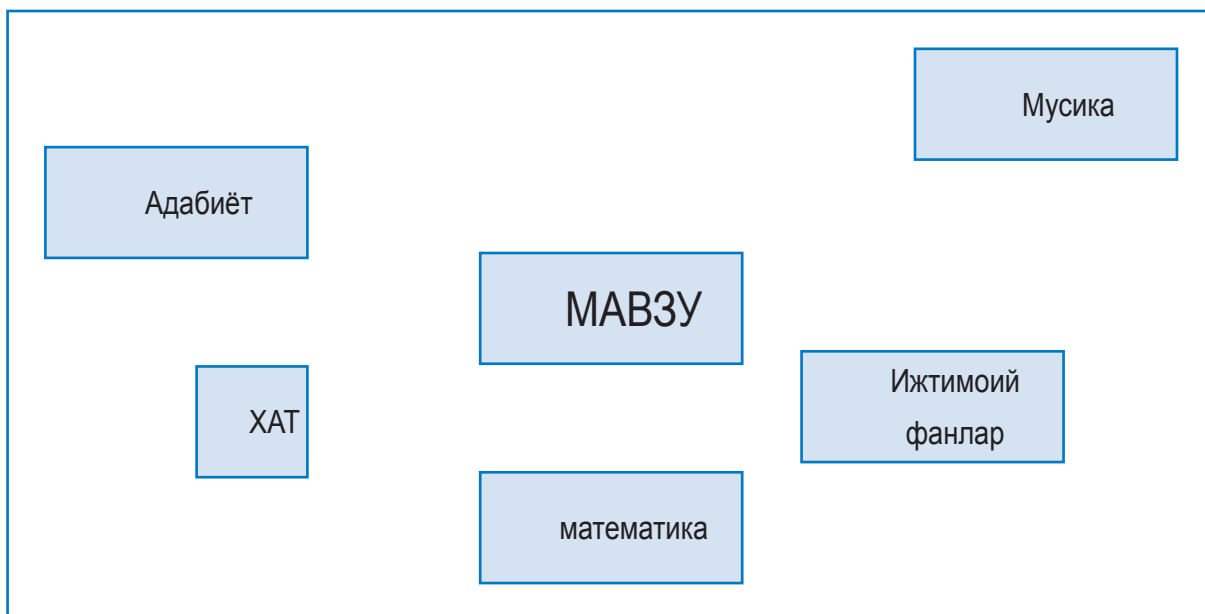 Мусика
Адабиёт
МАВЗУ
Ижтимоий
фанлар
ХАТ
математика